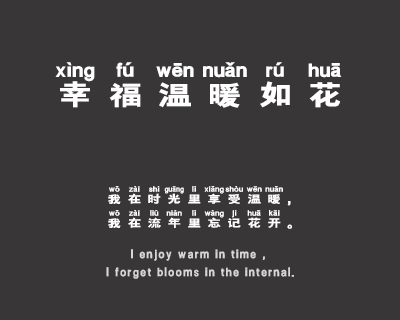 xìng fú wēn nuǎn rú huā
幸福温暖如花
wǒ zài shí guāng lǐ xiǎng shòu wēn nuǎn
我在时光里享受温暖，
wǒ zài liú nián lǐ wàng jì huā kāi
我在流年里忘记花开。
I enjoy warm in time ,
I forget blooms in the internal.